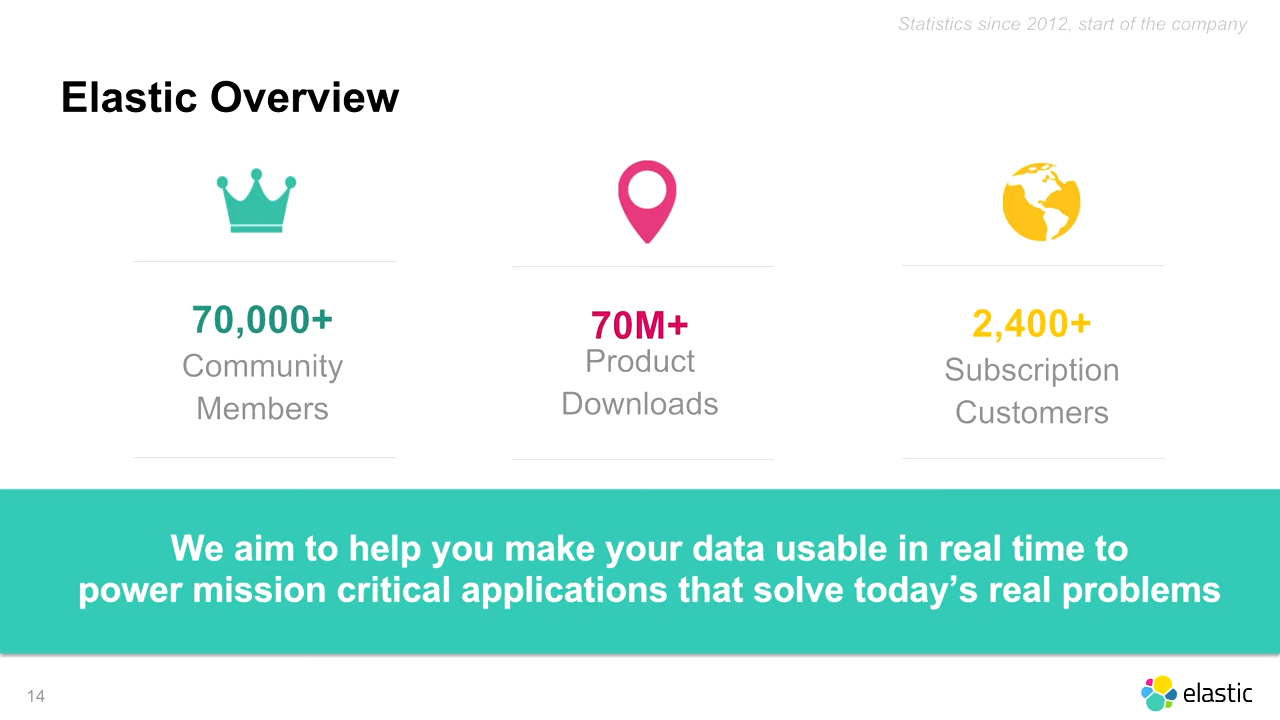 Statistics since 2012, start of the company
Elastic Overview
70,000+
Community
Members
70M+
Product
Downloads
2,400+
Subscription
Customers
We aim to help you make your data usable in real time to
power mission critical applications that solve today’s real problems
14
elastic